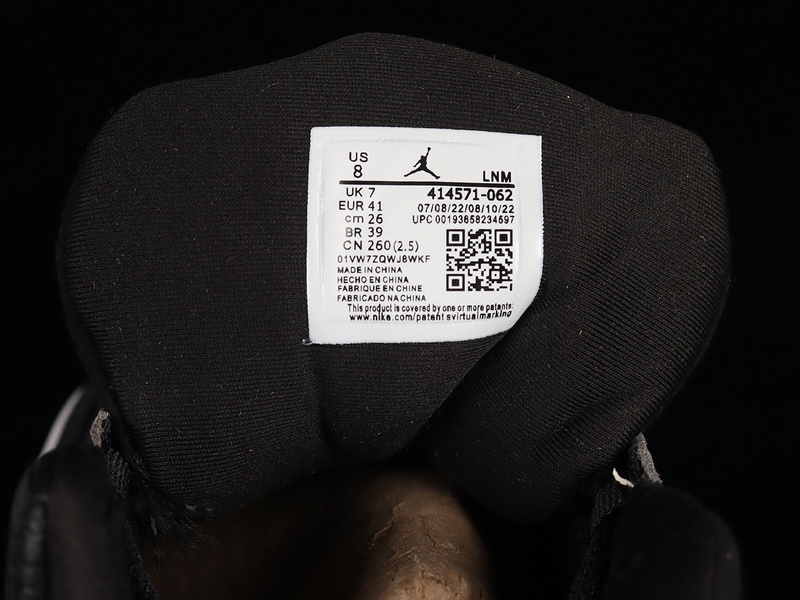 US
8
LNM
UK 7
414571-062
EUR 41
07/08/22/08/10/22
cm 26
UPC 00193658234597
BR 39
CN 260(2.5)
01VW7ZQWJ8WKF
MADE IN CHINA
HECHO EN CHINA
FABRIQUE EN CHINE
FABRICADO NA CHINA
This product is covered by one or more patents:
www.nike.com/patent svirtualmarking